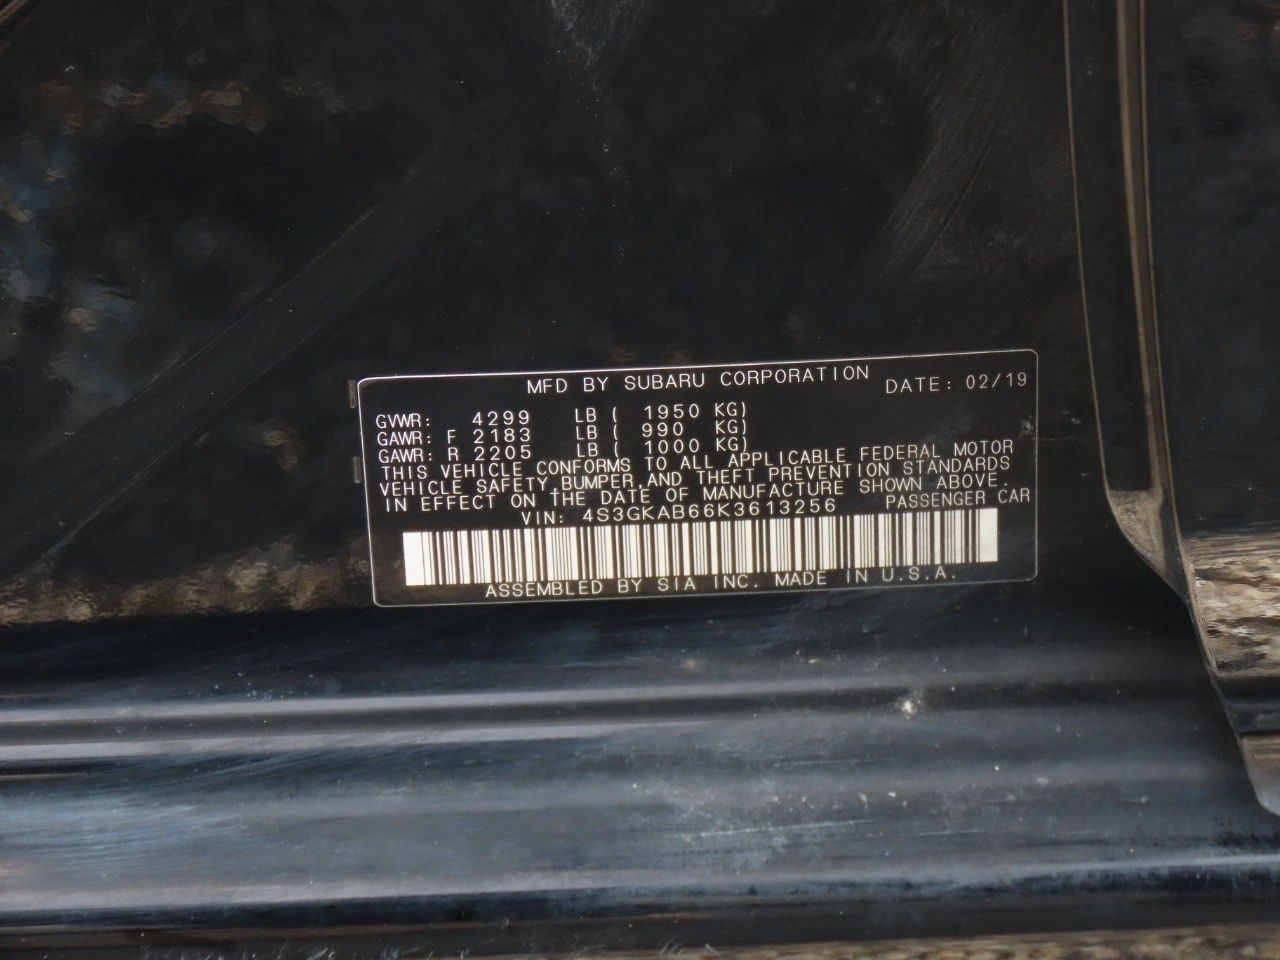 MFD BY SUBARU CORPORATION DATE: 02/19
GVWR: 4299 LB ( 1950 KG)
GAWR: F 2183 LB ( 990 KG)
GAWR: R 2205 LB ( 1000 KG)
THIS VEHICLE CONFORMS TO ALL APPLICABLE FEDERAL MOTOR
VEHICLE SAFETY, BUMPER, AND THEFT PREVENTION STANDARDS
IN EFFECT ON THE DATE OF MANUFACTURE SHOWN ABOVE.
VIN: 4S3GKAB66K3613256 PASSENGER CAR
ASSEMBLED BY SIA INC. MADE IN U.S.A.